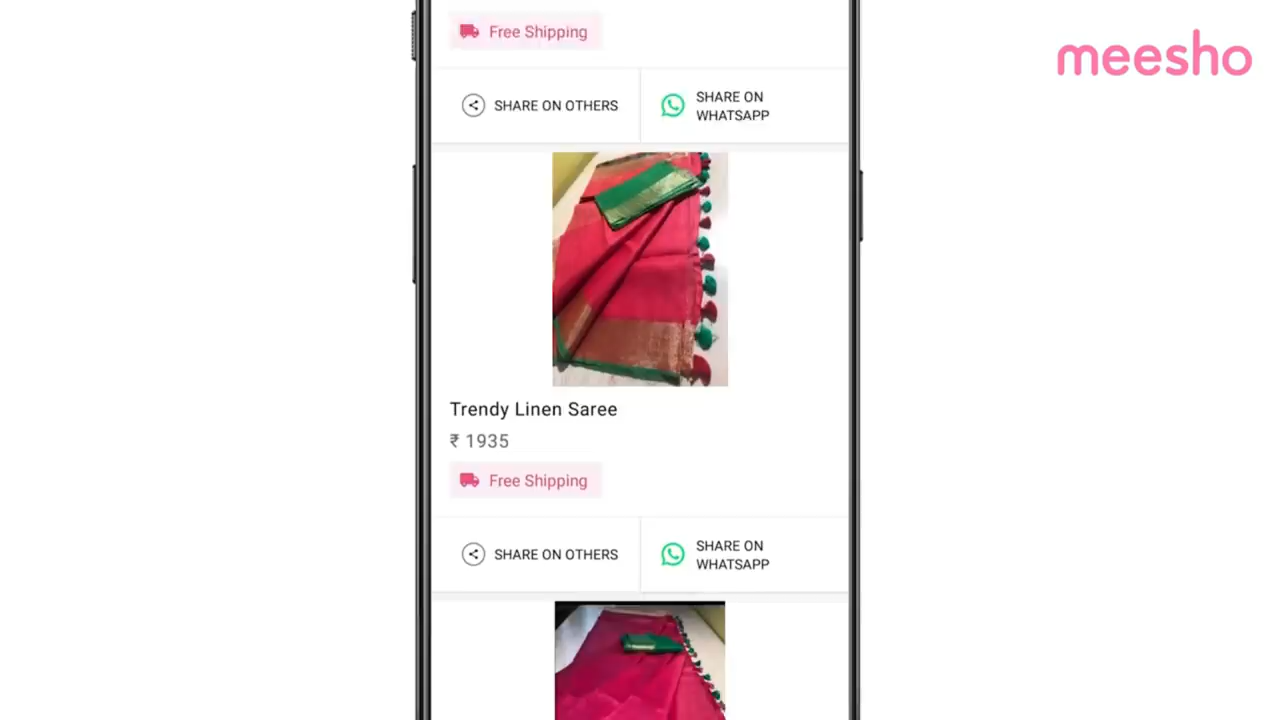 Free Shipping
meesho
SHARE ON OTHERS
SHARE ON
WHATSAPP
Trendy Linen Saree
₹ 1935
Free Shipping
SHARE ON OTHERS
SHARE ON
WHATSAPP